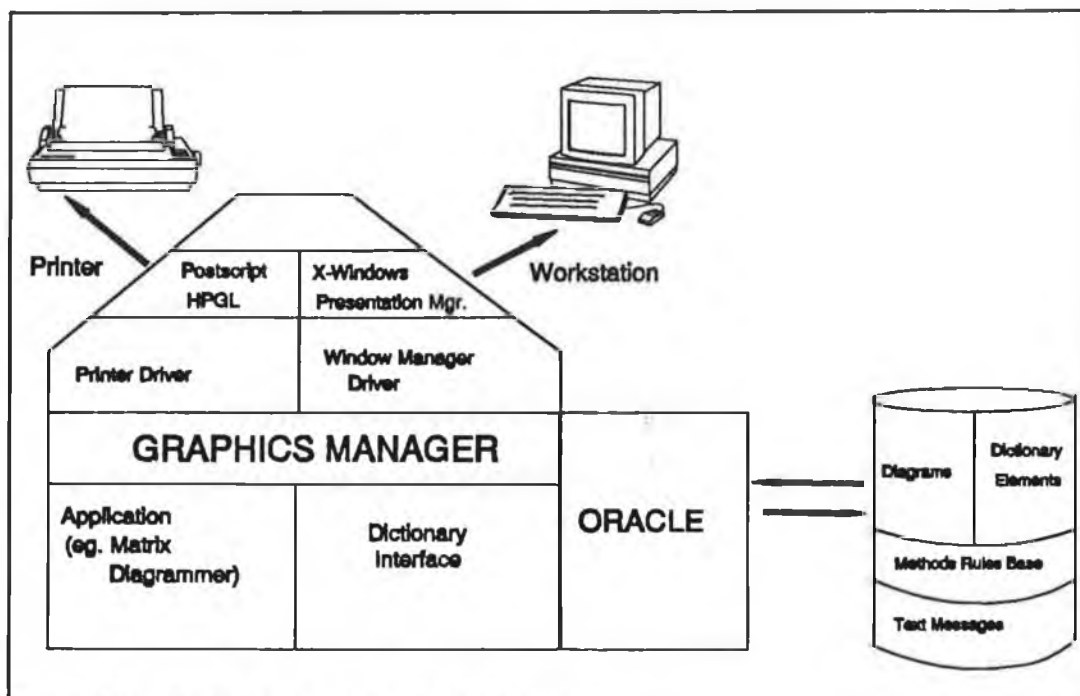 Printer
Workstation
Postscript
HPGL
X-Windows
Presentation Mgr.
Printer Driver
Window Manager
Driver
GRAPHICS MANAGER
Application
(eg. Matrix
Diagrammer)
Dictionary
Interface
ORACLE
Diagrams
Dictionary
Elements
Methods Rules Base
Text Messages